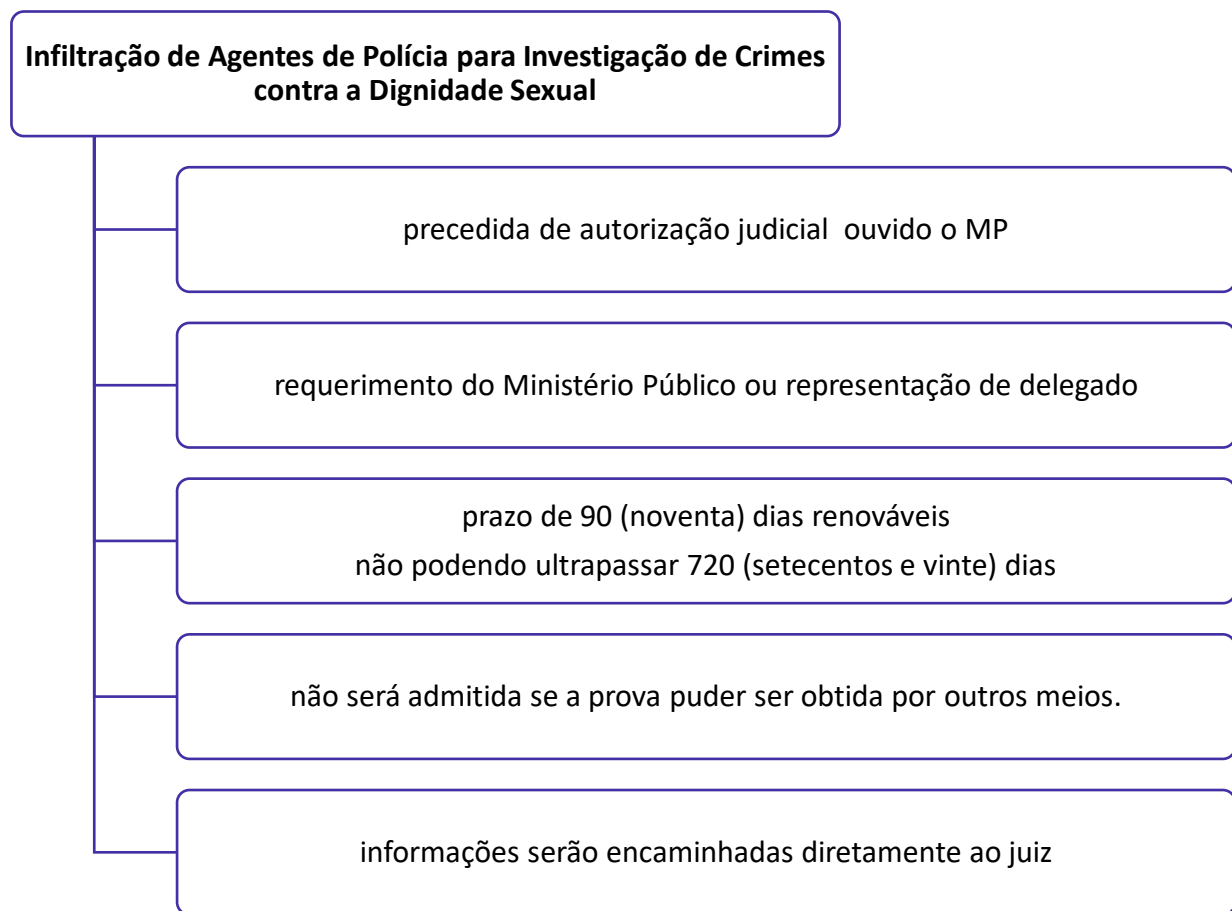 Infiltração de Agentes de Polícia para Investigação de Crimes
contra a Dignidade Sexual
precedida de autorização judicial  ouvido o MP
requerimento do Ministério Público ou representação de delegado
prazo de 90 (noventa) dias renováveis
não podendo ultrapassar 720 (setecentos e vinte) dias
não será admitida se a prova puder ser obtida por outros meios.
informações serão encaminhadas diretamente ao juiz